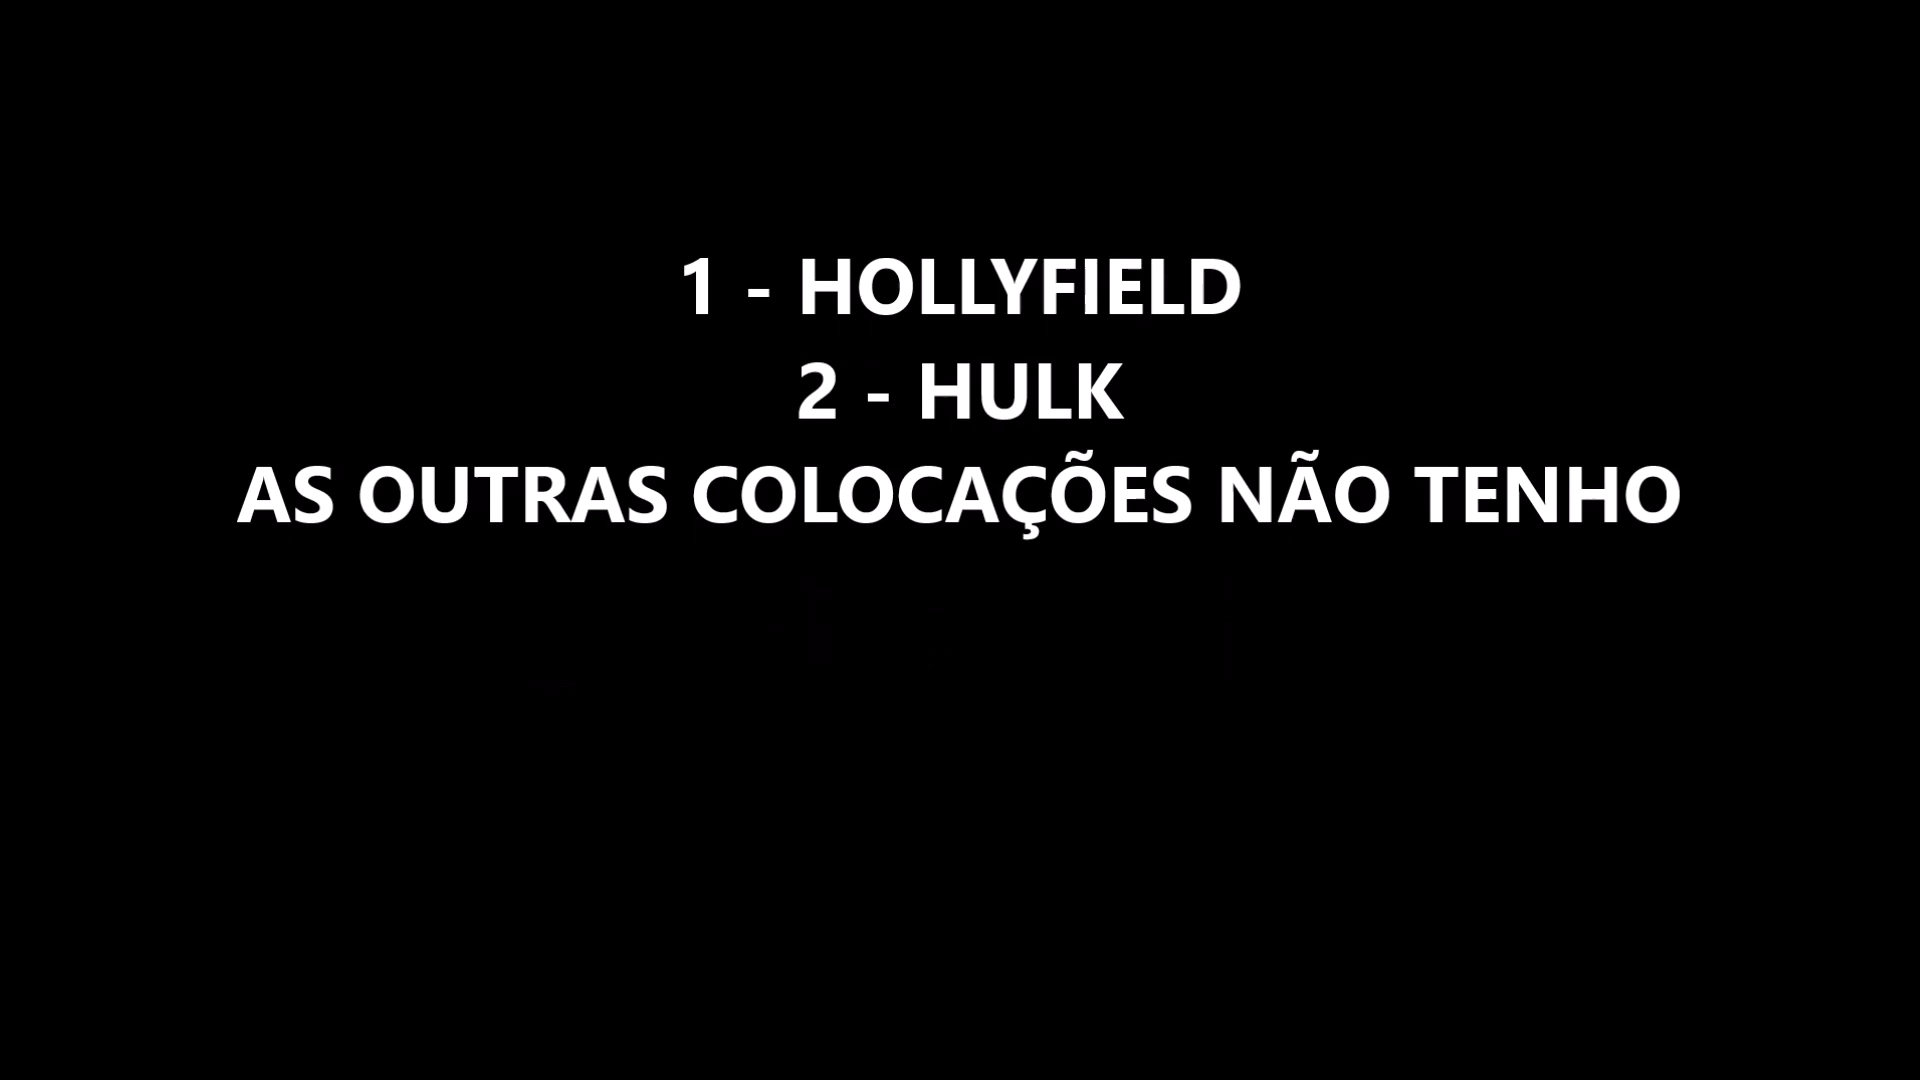 1 - HOLLYFIELD
2 - HULK
AS OUTRAS COLOCAÇÕES NÃO TENHO